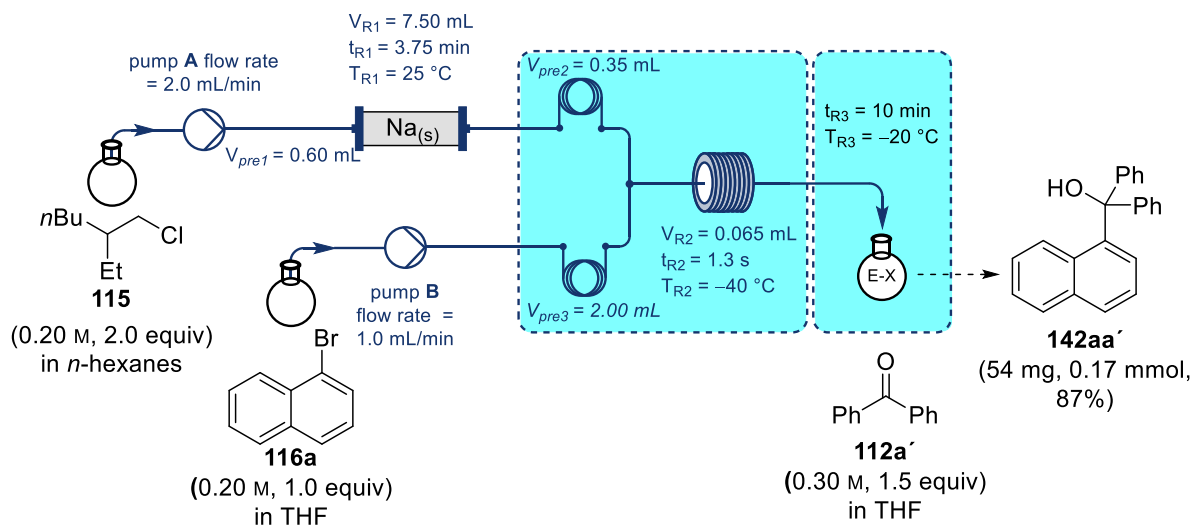 V_R1 = 7.50 mL
t_R1 = 3.75 min
T_R1 = 25 °C
pump A flow rate
= 2.0 mL/min
V_pre1 = 0.60 mL
Na(s)
V_pre2 = 0.35 mL
t_R3 = 10 min
T_R3 = −20 °C
nBu
Cl
Et
115
(0.20 M, 2.0 equiv)
in n-hexanes
pump B
flow rate =
1.0 mL/min
V_pre3 = 2.00 mL
V_R2 = 0.065 mL
t_R2 = 1.3 s
T_R2 = −40 °C
E-X
Br
116a
(0.20 M, 1.0 equiv)
in THF
O
Ph
Ph
112a´
(0.30 M, 1.5 equiv)
in THF
Ph
HO
Ph
142aa´
(54 mg, 0.17 mmol,
87%)